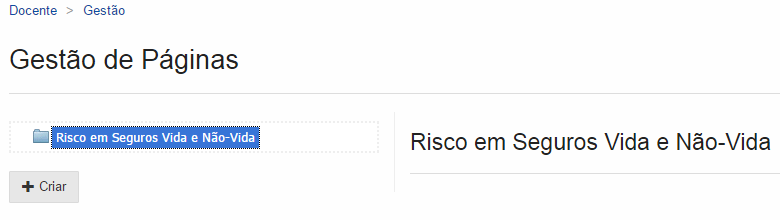 Docente > Gestão
Gestão de Páginas
Risco em Seguros Vida e Não-Vida
Risco em Seguros Vida e Não-Vida
Criar